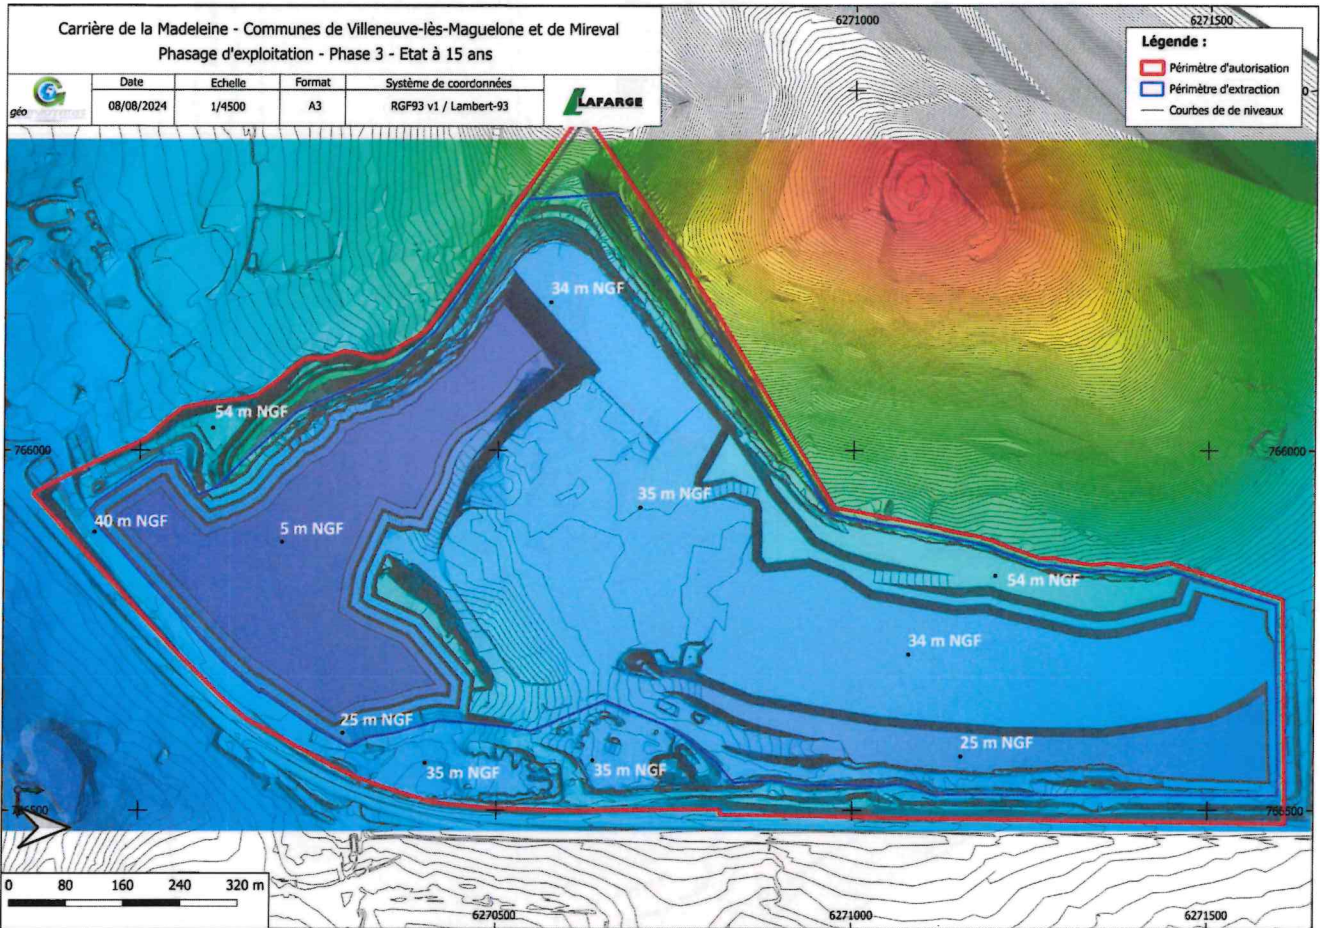 Carrière de la Madeleine - Communes de Villeneuve-lès-Maguelone et de Mireval
Phasage d'exploitation - Phase 3 - Etat à 15 ans
géo
Date
Echelle
Format
Système de coordonnées
08/08/2024
1/4500
A3
RGF93 v1 / Lambert-93
LAFARGE
6271000
6271500
Légende :
Périmètre d'autorisation
Périmètre d'extraction
Courbes de de niveaux
34 m NGF
54 m NGF
766000
766000
40 m NGF
5 m NGF
35 m NGF
54 m NGF
34 m NGF
25 m NGF
25 m NGF
35 m NGF
35 m NGF
766500
0 80 160 240 320 m
6270500
6271000
6271500